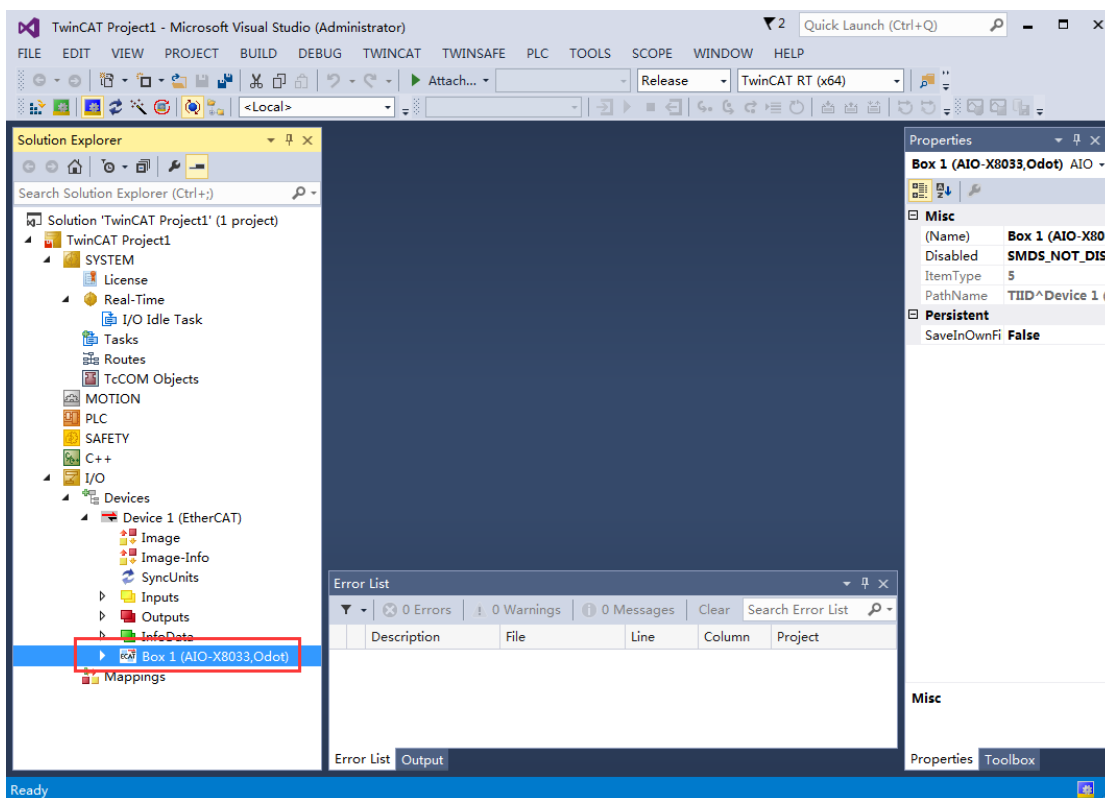 TwinCAT Project1 - Microsoft Visual Studio (Administrator)
2
Quick Launch (Ctrl+Q)
FILE EDIT VIEW PROJECT BUILD DEBUG TWINCAT TWINSAFE PLC TOOLS SCOPE WINDOW HELP
Attach...
Release
TwinCAT RT (x64)
<Local>
Solution Explorer
Search Solution Explorer (Ctrl+;)
Solution 'TwinCAT Project1' (1 project)
TwinCAT Project1
SYSTEM
License
Real-Time
I/O Idle Task
Tasks
Routes
TcCOM Objects
MOTION
PLC
SAFETY
C++
I/O
Devices
Device 1 (EtherCAT)
Image
Image-Info
SyncUnits
Inputs
Outputs
InfoData
Box 1 (AIO-X8033,Odot)
Mappings
Error List
0 Errors
0 Warnings
0 Messages
Clear
Search Error List
Description File Line Column Project
Error List Output
Properties
Box 1 (AIO-X8033,Odot) AIO
Misc
(Name) Box 1 (AIO-X80
Disabled SMDS_NOT_DIS
ItemType 5
PathName TIID^Device 1 (
Persistent
SaveInOwnFi False
Misc
Properties Toolbox
Ready